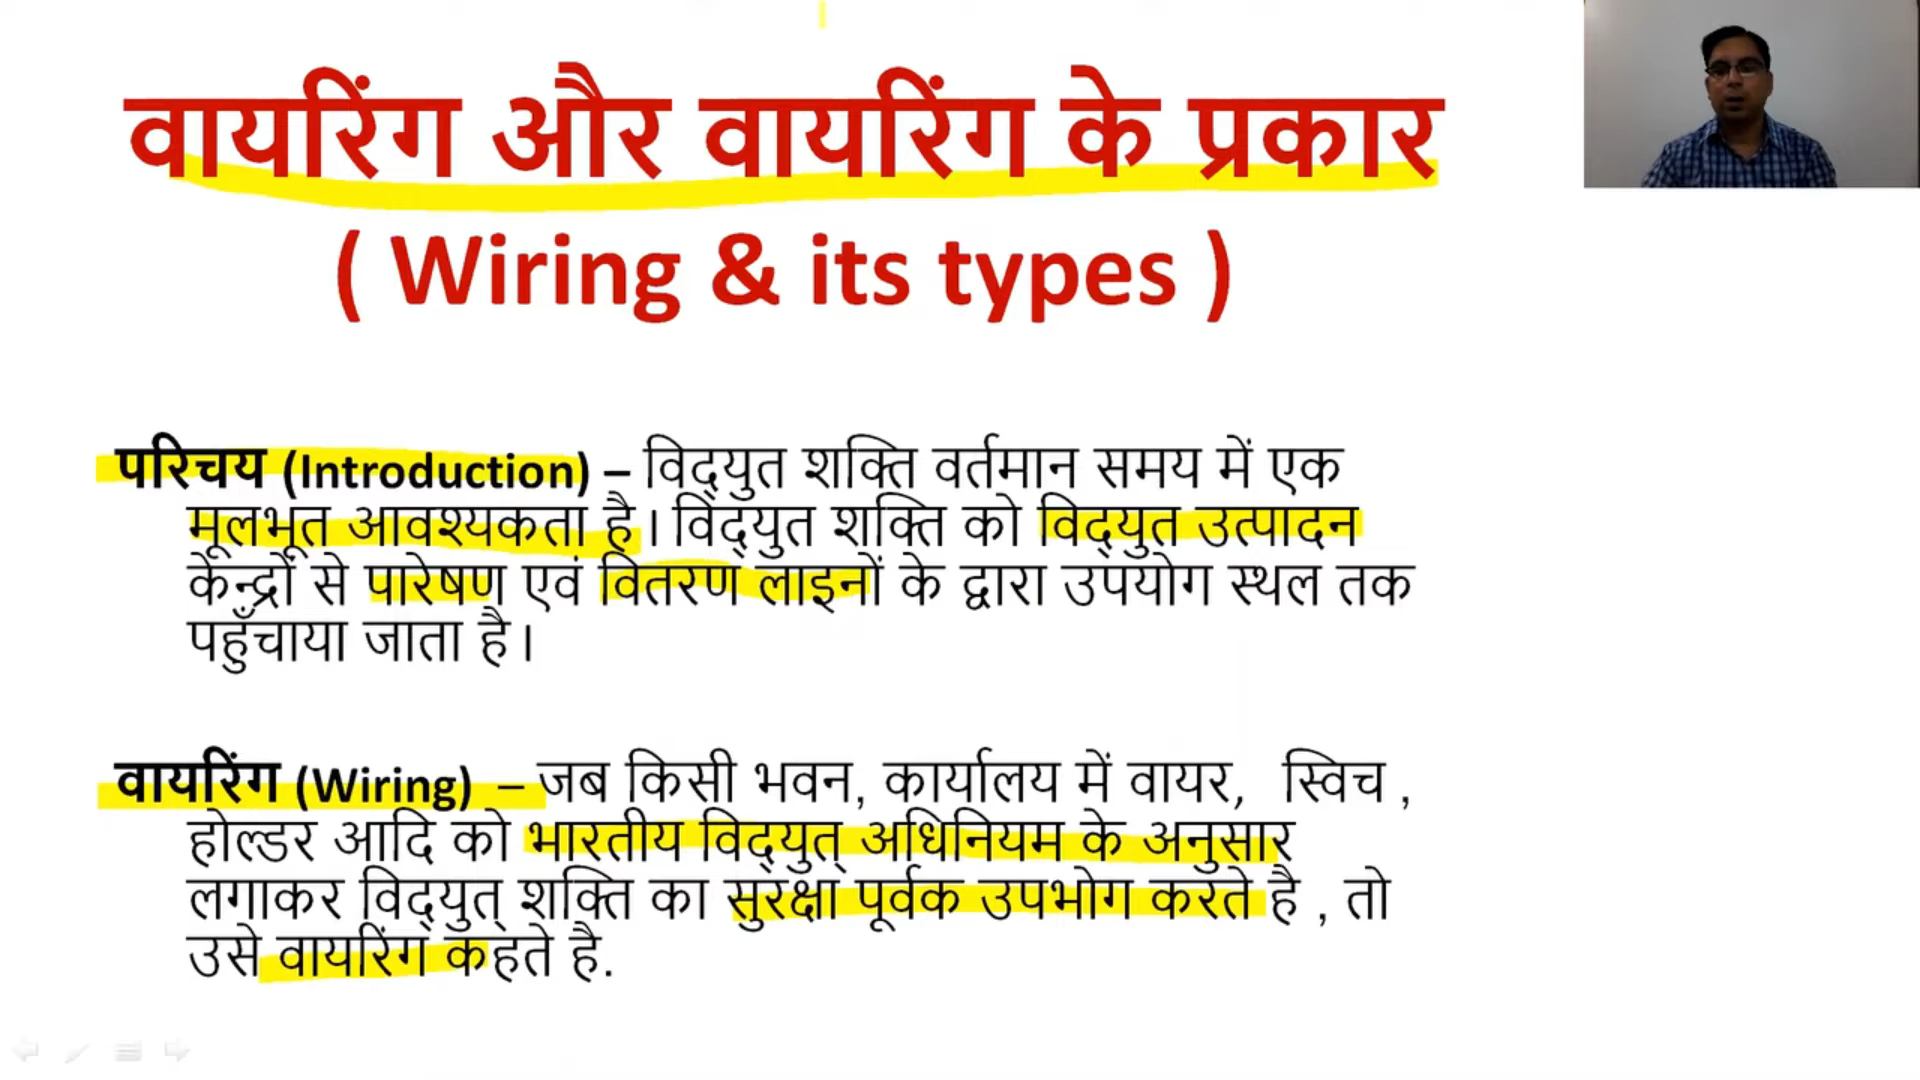 वायरिंग और वायरिंग के प्रकार
( Wiring & its types )
परिचय (Introduction) – विद्युत शक्ति वर्तमान समय में एक
मूलभूत आवश्यकता है। विद्युत शक्ति को विद्युत उत्पादन
केन्द्रों से पारेषण एवं वितरण लाइनों के द्वारा उपयोग स्थल तक
पहुँचाया जाता है।
वायरिंग (Wiring) – जब किसी भवन, कार्यालय में वायर, स्विच ,
होल्डर आदि को भारतीय विद्युत् अधिनियम के अनुसार
लगाकर विद्युत् शक्ति का सुरक्षा पूर्वक उपभोग करते है , तो
उसे वायरिंग कहते है.